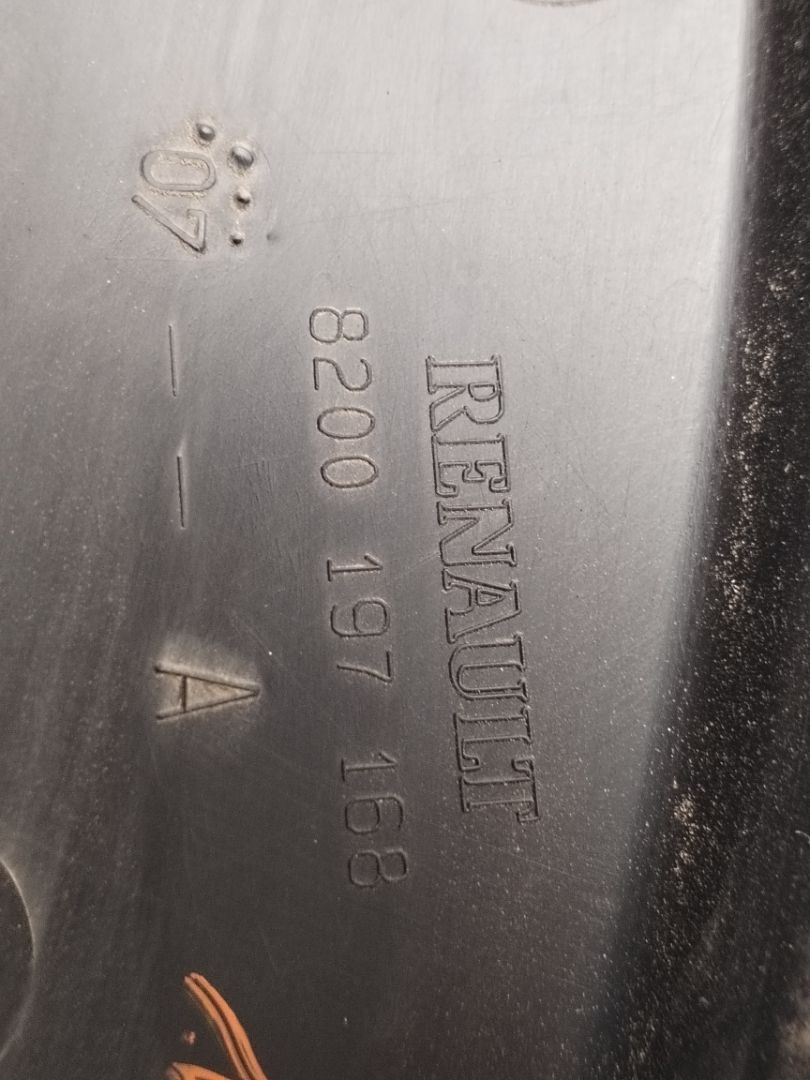 RENAULT
8200 197 168
07 — — A